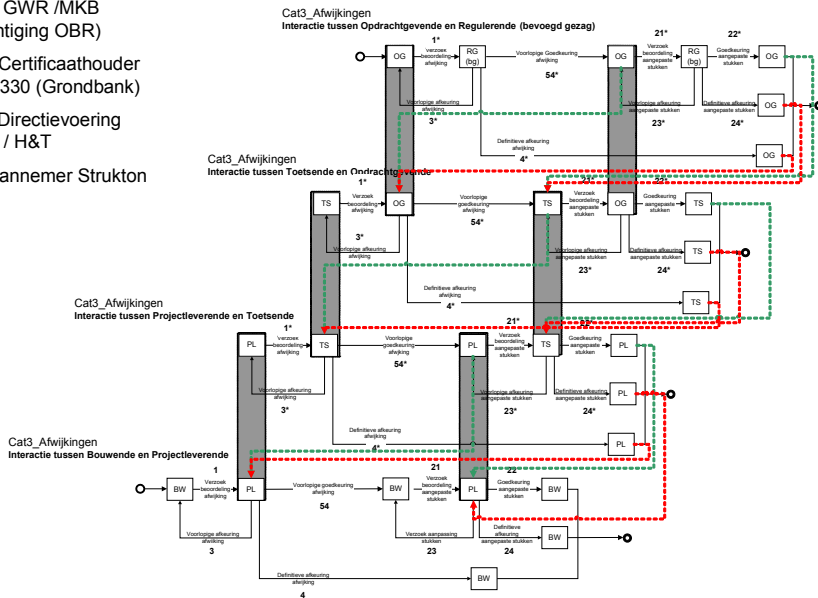 GWR /MKB
tiging OBR)
Certificaathouder
330 (Grondbank)
Directievoering
/ H&T
annemer Strukton
Cat3_Afwijkingen
Interactie tussen Opdrachtgevende en Regulerende (bevoegd gezag)
1*
21*
22*
OG
Verzoek
beoordeling
afwijking
RG
(bg)
Voorlopige Goedkeuring
afwijking
54*
OG
Verzoek
beoordeling
aangepaste
stukken
RG
(bg)
Goedkeuring
aangepaste
stukken
OG
Voorlopige afkeuring
afwijking
3*
Voorlopige afkeuring
aangepaste stukken
23*
Definitieve afkeuring
aangepaste stukken
24*
OG
Definitieve afkeuring
afwijking
4*
OG
Cat3_Afwijkingen
Interactie tussen Toetsende en Opdrachtgevende
1*
21*
22*
TS
Verzoek
beoordeling
afwijking
OG
Voorlopige
goedkeuring
afwijking
54*
TS
Verzoek
beoordeling
aangepaste
stukken
OG
Goedkeuring
aangepaste
stukken
TS
3*
Voorlopige afkeuring
afwijking
Voorlopige afkeuring
aangepaste stukken
23*
Definitieve afkeuring
aangepaste stukken
24*
TS
Definitieve afkeuring
afwijking
4*
TS
Cat3_Afwijkingen
Interactie tussen Projectleverende en Toetsende
1*
21*
22*
PL
Verzoek
beoordeling
afwijking
TS
Voorlopige
goedkeuring
afwijking
54*
PL
Verzoek
beoordeling
aangepaste
stukken
TS
Goedkeuring
aangepaste
stukken
PL
Voorlopige afkeuring
afwijking
3*
Voorlopige afkeuring
aangepaste stukken
23*
Definitieve afkeuring
aangepaste stukken
24*
PL
Definitieve afkeuring
afwijking
4*
PL
Cat3_Afwijkingen
Interactie tussen Bouwende en Projectleverende
1
21
22
BW
Verzoek
beoordeling
afwijking
PL
Voorlopige goedkeuring
afwijking
54
BW
Verzoek
beoordeling
aangepaste
stukken
PL
Goedkeuring
aangepaste
stukken
BW
Voorlopige afkeuring
afwijking
3
Verzoek aanpassing
stukken
23
Definitieve
afkeuring
aangepaste stukken
24
BW
Definitieve afkeuring
afwijking
4
BW